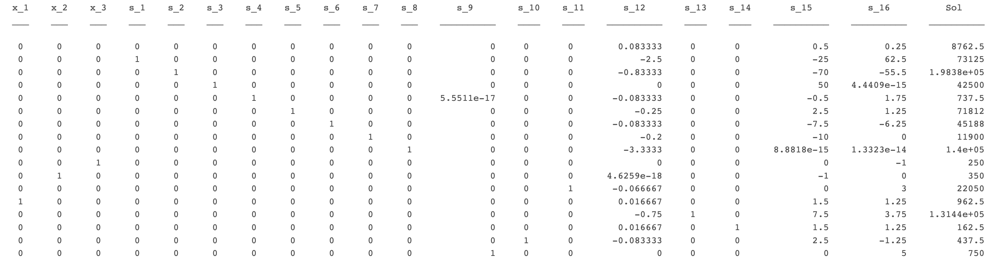 x_1 x_2 x_3 s_1 s_2 s_3 s_4 s_5 s_6 s_7 s_8 s_9 s_10 s_11 s_12 s_13 s_14 s_15 s_16 Sol
0 0 0 0 0 0 0 0 0 0 0 0 0 0 0.083333 0 0 0.5 0.25 8762.5
0 0 0 1 0 0 0 0 0 0 0 0 0 0 -2.5 0 0 -25 62.5 73125
0 0 0 0 1 0 0 0 0 0 0 0 0 0 -0.83333 0 0 -70 -55.5 1.9838e+05
0 0 0 0 0 1 0 0 0 0 0 0 0 0 0 0 0 50 4.4409e-15 42500
0 0 0 0 0 0 1 0 0 0 0 5.5511e-17 0 0 -0.083333 0 0 -0.5 1.75 737.5
0 0 0 0 0 0 0 1 0 0 0 0 0 0 -0.25 0 0 2.5 1.25 71812
0 0 0 0 0 0 0 0 1 0 0 0 0 0 -0.083333 0 0 -7.5 -6.25 45188
0 0 0 0 0 0 0 0 0 1 0 0 0 0 -0.2 0 0 -10 0 11900
0 0 0 0 0 0 0 0 0 0 1 0 0 0 -3.3333 0 0 8.8818e-15 1.3323e-14 1.4e+05
0 0 1 0 0 0 0 0 0 0 0 0 0 0 0 0 0 0 -1 250
0 1 0 0 0 0 0 0 0 0 0 0 0 0 4.6259e-18 0 0 -1 0 350
0 0 0 0 0 0 0 0 0 0 0 0 0 1 -0.066667 0 0 0 3 22050
1 0 0 0 0 0 0 0 0 0 0 0 0 0 0.016667 0 0 1.5 1.25 962.5
0 0 0 0 0 0 0 0 0 0 0 0 0 0 -0.75 1 0 7.5 3.75 1.3144e+05
0 0 0 0 0 0 0 0 0 0 0 0 0 0 0.016667 0 1 1.5 1.25 162.5
0 0 0 0 0 0 0 0 0 0 0 0 1 0 -0.083333 0 0 2.5 -1.25 437.5
0 0 0 0 0 0 0 0 0 0 0 1 0 0 0 0 0 0 5 750